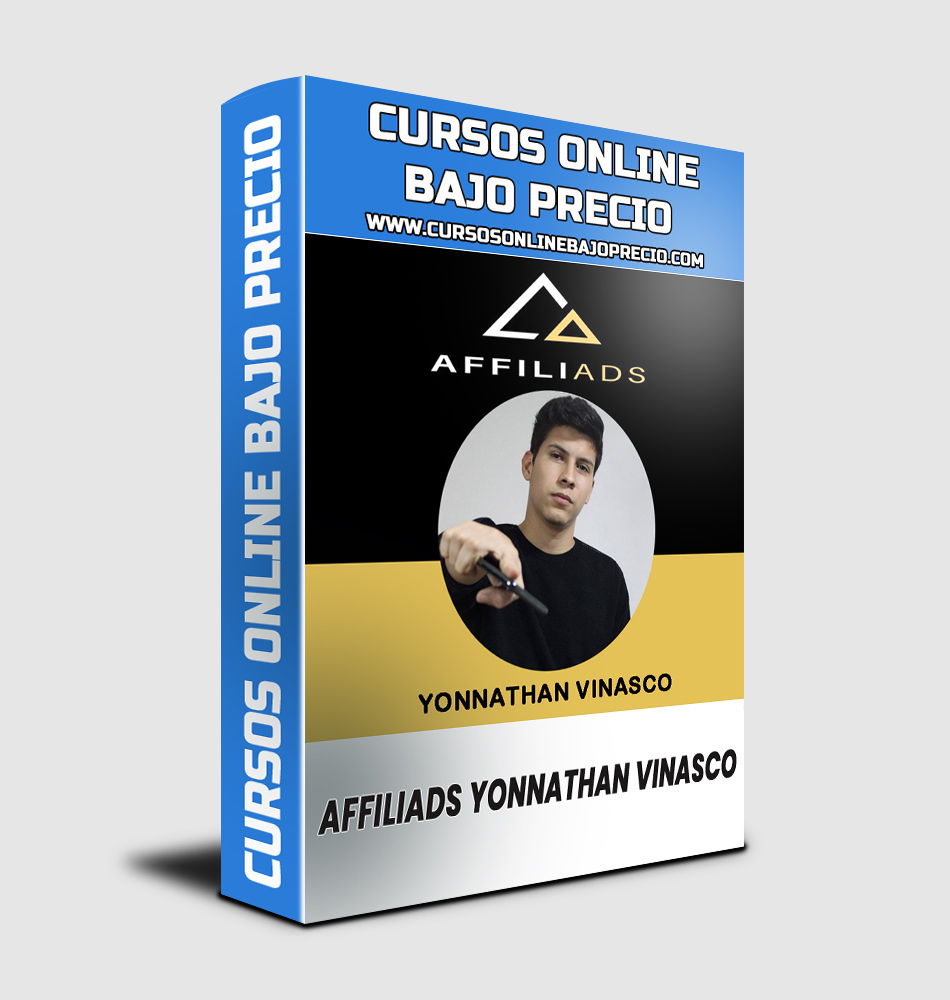 CURSOS ONLINE BAJO PRECIO
CURSOS ONLINE
BAJO PRECIO
WWW.CURSOSONLINEBAJOPRECIO.COM
AFFILIADS
YONNATHAN VINASCO
AFFILIADS YONNATHAN VINASCO